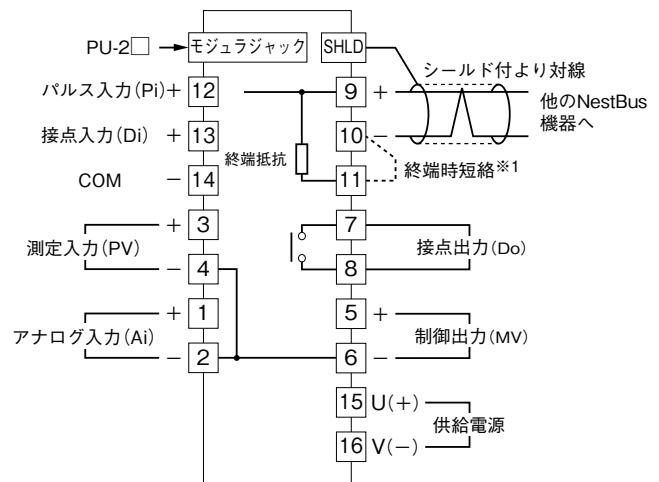 PU-2□ モジュラジャック SHLD
シールド付より対線
パルス入力(Pi) + 12 9 +
他のNestBus
機器へ
接点入力(Di) + 13 10 −
終端抵抗
終端時短絡※1
COM − 14 11
+ 3 7
測定入力(PV) 接点出力(Do)
− 4 8
+ 1 5 +
アナログ入力(Ai) 制御出力(MV)
− 2 6 −
15 U(+)
供給電源
16 V(−)